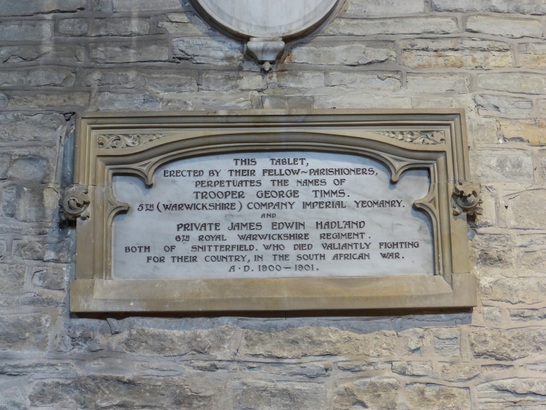 THIS TABLET,
ERECTED BY THEIR FELLOW~PARISHIONERS,
PERPETUATES THE NAMES OF
TROOPER GEORGE TIMMS.
5TH (WARWICKSHIRE) COMPANY IMPERIAL YEOMANRY.
AND
PRIVATE JAMES EDWIN HADLAND
6TH ROYAL WARWICKSHIRE REGIMENT.
BOTH OF SNITTERFIELD. WHO DIED VALIANTLY FIGHTING
FOR THEIR COUNTRY, IN THE SOUTH AFRICAN WAR.
A·D. 1900—1901.